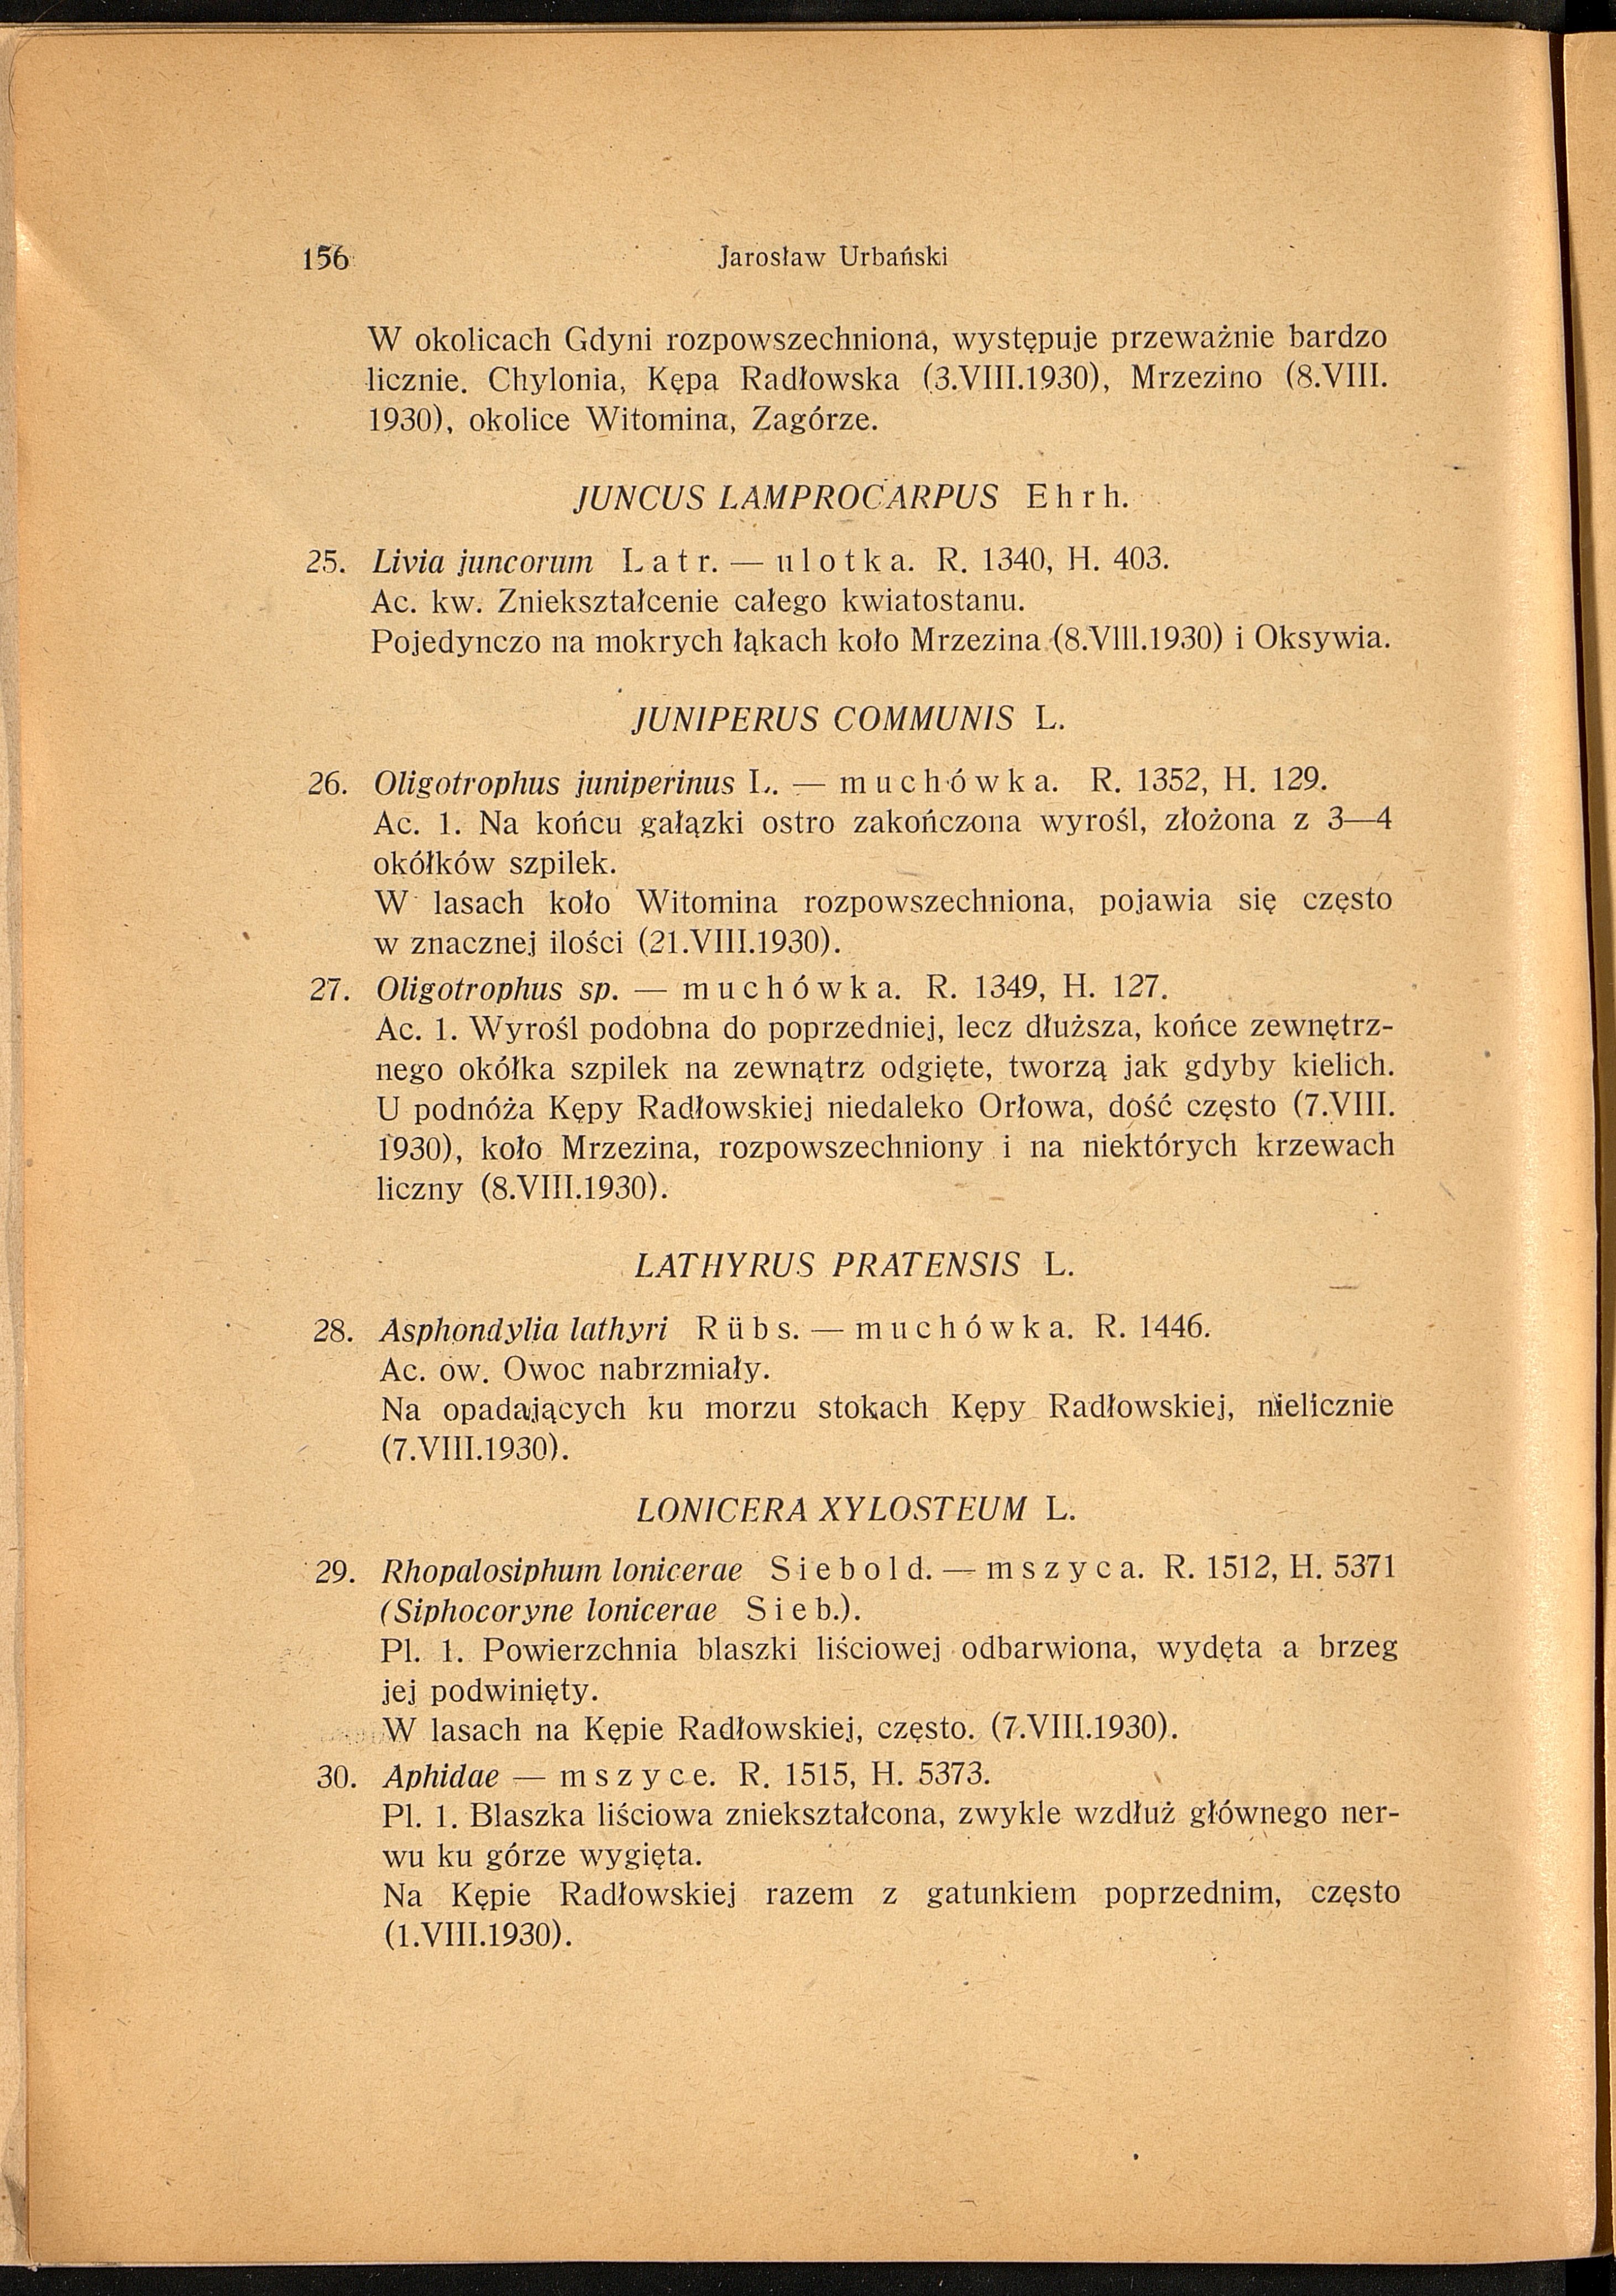 156
Jarosław Urbański
W okolicach Gdyni rozpowszechniona, występuje przeważnie bardzo
licznie. Chylonia, Kępa Radłowska (3.VIII.1930), Mrzezino (8.VIII.
1930), okolice Witomina, Zagórze.
JUNCUS LAMPROCARPUS Ehrh.
25. Livia juncorum Latr. — ulotka. R. 1340, H. 403.
Ac. kw. Zniekształcenie całego kwiatostanu.
Pojedynczo na mokrych łąkach koło Mrzezina (8.VIII.1930) i Oksywia.
JUNIPERUS COMMUNIS L.
26. Oligotrophus juniperinus L. — muchówka. R. 1352, H. 129.
Ac. 1. Na końcu gałązki ostro zakończona wyrośl, złożona z 3—4
okółków szpilek.
W lasach koło Witomina rozpowszechniona, pojawia się często
w znacznej ilości (21.VIII.1930).
27. Oligotrophus sp. — muchówka. R. 1349, H. 127.
Ac. 1. Wyrośl podobna do poprzedniej, lecz dłuższa, końce zewnętrz-
nego okółka szpilek na zewnątrz odgięte, tworzą jak gdyby kielich.
U podnóża Kępy Radłowskiej niedaleko Orłowa, dość często (7.VIII.
1930), koło Mrzezina, rozpowszechniony i na niektórych krzewach
liczny (8.VIII.1930).
LATHYRUS PRATENSIS L.
28. Asphondylia lathyri Rübs. — muchówka. R. 1446.
Ac. ow. Owoc nabrzmiały.
Na opadających ku morzu stokach Kępy Radłowskiej, nielicznie
(7.VIII.1930).
LONICERA XYLOSTEUM L.
29. Rhopalosiphum lonicerae Siebold. — mszyca. R. 1512, H. 5371
(Siphocoryne lonicerae Sieb.).
Pl. 1. Powierzchnia blaszki liściowej odbarwiona, wydęta a brzeg
jej podwinięty.
W lasach na Kępie Radłowskiej, często. (7.VIII.1930).
30. Aphidae — mszyce. R. 1515, H. 5373.
Pl. 1. Blaszka liściowa zniekształcona, zwykle wzdłuż głównego ner-
wu ku górze wygięta.
Na Kępie Radłowskiej razem z gatunkiem poprzednim, często
(1.VIII.1930).